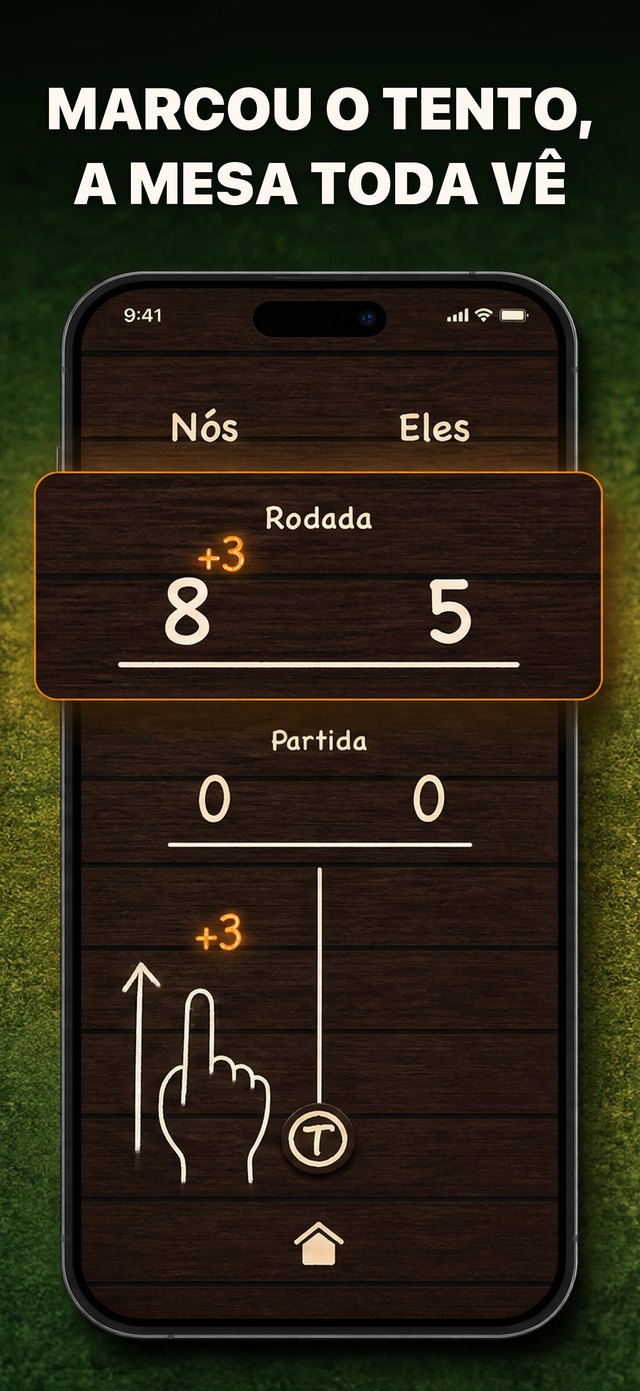 MARCOU O TENTO,
A MESA TODA VÊ
9:41
Nós Eles
Rodada
+3
8 5
Partida
0 0
+3
T